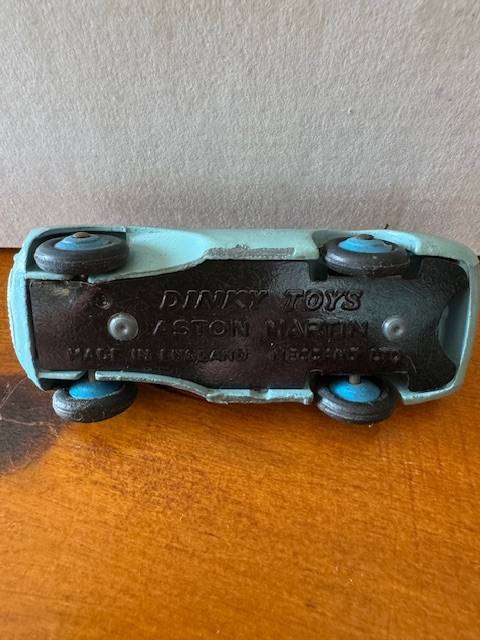 DINKY TOYS
ASTON MARTIN
MADE IN ENGLAND MECCANO LTD